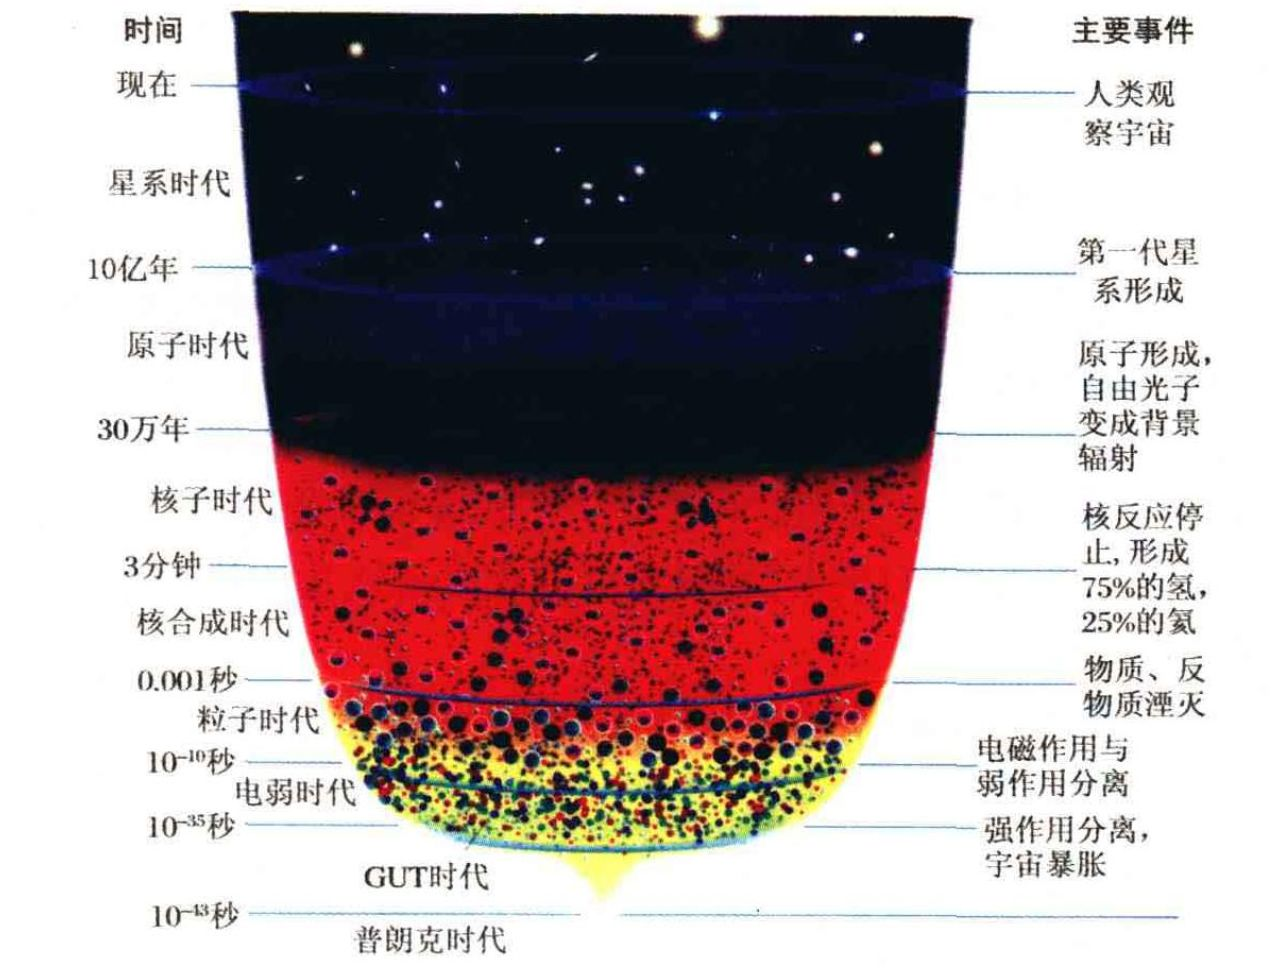 时间
主要事件
现在
人类观
察宇宙
星系时代
10亿年
第一代星
系形成
原子时代
原子形成，
自由光子
变成背景
辐射
30万年
核子时代
核反应停
止, 形成
75%的氢，
25%的氦
3分钟
核合成时代
0.001秒
物质、反
物质湮灭
粒子时代
10⁻¹⁰秒
电磁作用与
弱作用分离
电弱时代
10⁻³⁵秒
强作用分离，
宇宙暴胀
GUT时代
10⁻⁴³秒
普朗克时代